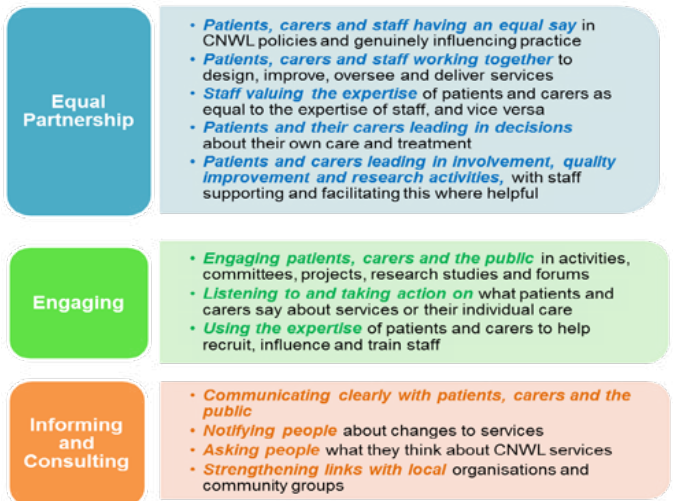 Equal
Partnership
• Patients, carers and staff having an equal say in
CNWL policies and genuinely influencing practice
• Patients, carers and staff working together to
design, improve, oversee and deliver services
• Staff valuing the expertise of patients and carers as
equal to the expertise of staff, and vice versa
• Patients and their carers leading in decisions
about their own care and treatment
• Patients and carers leading in involvement, quality
improvement and research activities, with staff
supporting and facilitating this where helpful
Engaging
• Engaging patients, carers and the public in activities,
committees, projects, research studies and forums
• Listening to and taking action on what patients and
carers say about services or their individual care
• Using the expertise of patients and carers to help
recruit, influence and train staff
Informing
and
Consulting
• Communicating clearly with patients, carers and the
public
• Notifying people about changes to services
• Asking people what they think about CNWL services
• Strengthening links with local organisations and
community groups